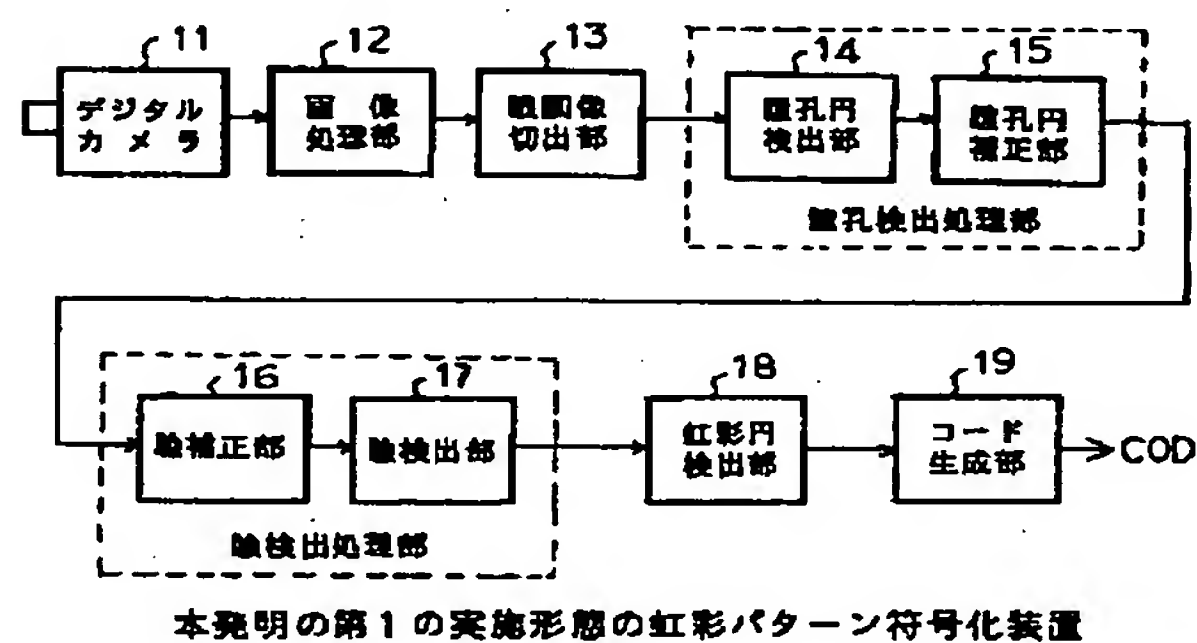 11
12
13
14
15
デジタル
カメラ
画像
処理部
眼画像
切出部
瞳孔円
検出部
瞳孔円
補正部
瞳孔検出処理部
16
17
18
19
瞼補正部
瞼検出部
虹彩円
検出部
コード
生成部
COD
瞼検出処理部
本発明の第1の実施形態の虹彩パターン符号化装置